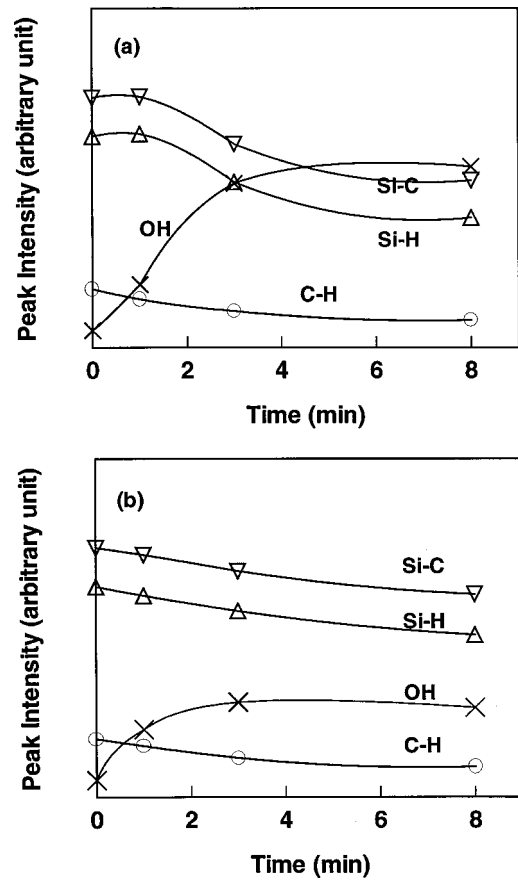 (a)
Peak Intensity (arbitrary unit)
OH
Si-C
Si-H
C-H
0 2 4 6 8
Time (min)
(b)
Peak Intensity (arbitrary unit)
Si-C
Si-H
OH
C-H
0 2 4 6 8
Time (min)